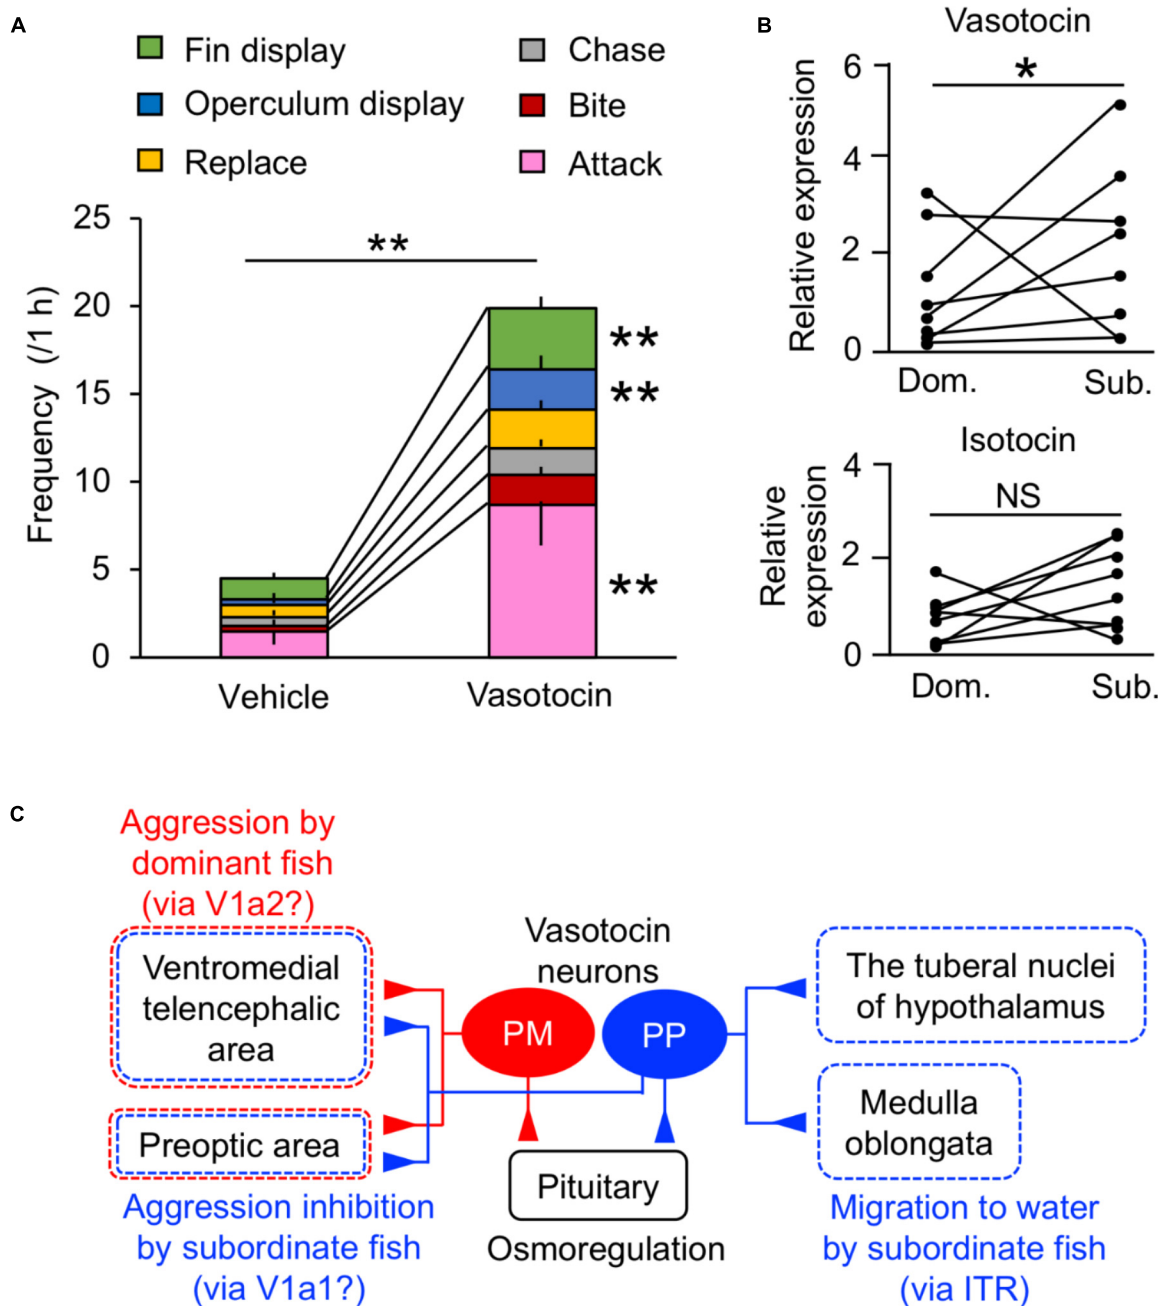 A
Fin display
Operculum display
Replace
Chase
Bite
Attack
Frequency (/1 h)
25
20
15
10
5
0
**
**
**
**
Vehicle
Vasotocin
B
Vasotocin
Relative expression
6
4
2
0
*
Dom.
Sub.
Isotocin
Relative
expression
4
2
0
NS
Dom.
Sub.
C
Aggression by
dominant fish
(via V1a2?)
Ventromedial
telencephalic
area
Preoptic area
Aggression inhibition
by subordinate fish
(via V1a1?)
Vasotocin
neurons
PM
PP
Pituitary
Osmoregulation
The tuberal nuclei
of hypothalamus
Medulla
oblongata
Migration to water
by subordinate fish
(via ITR)